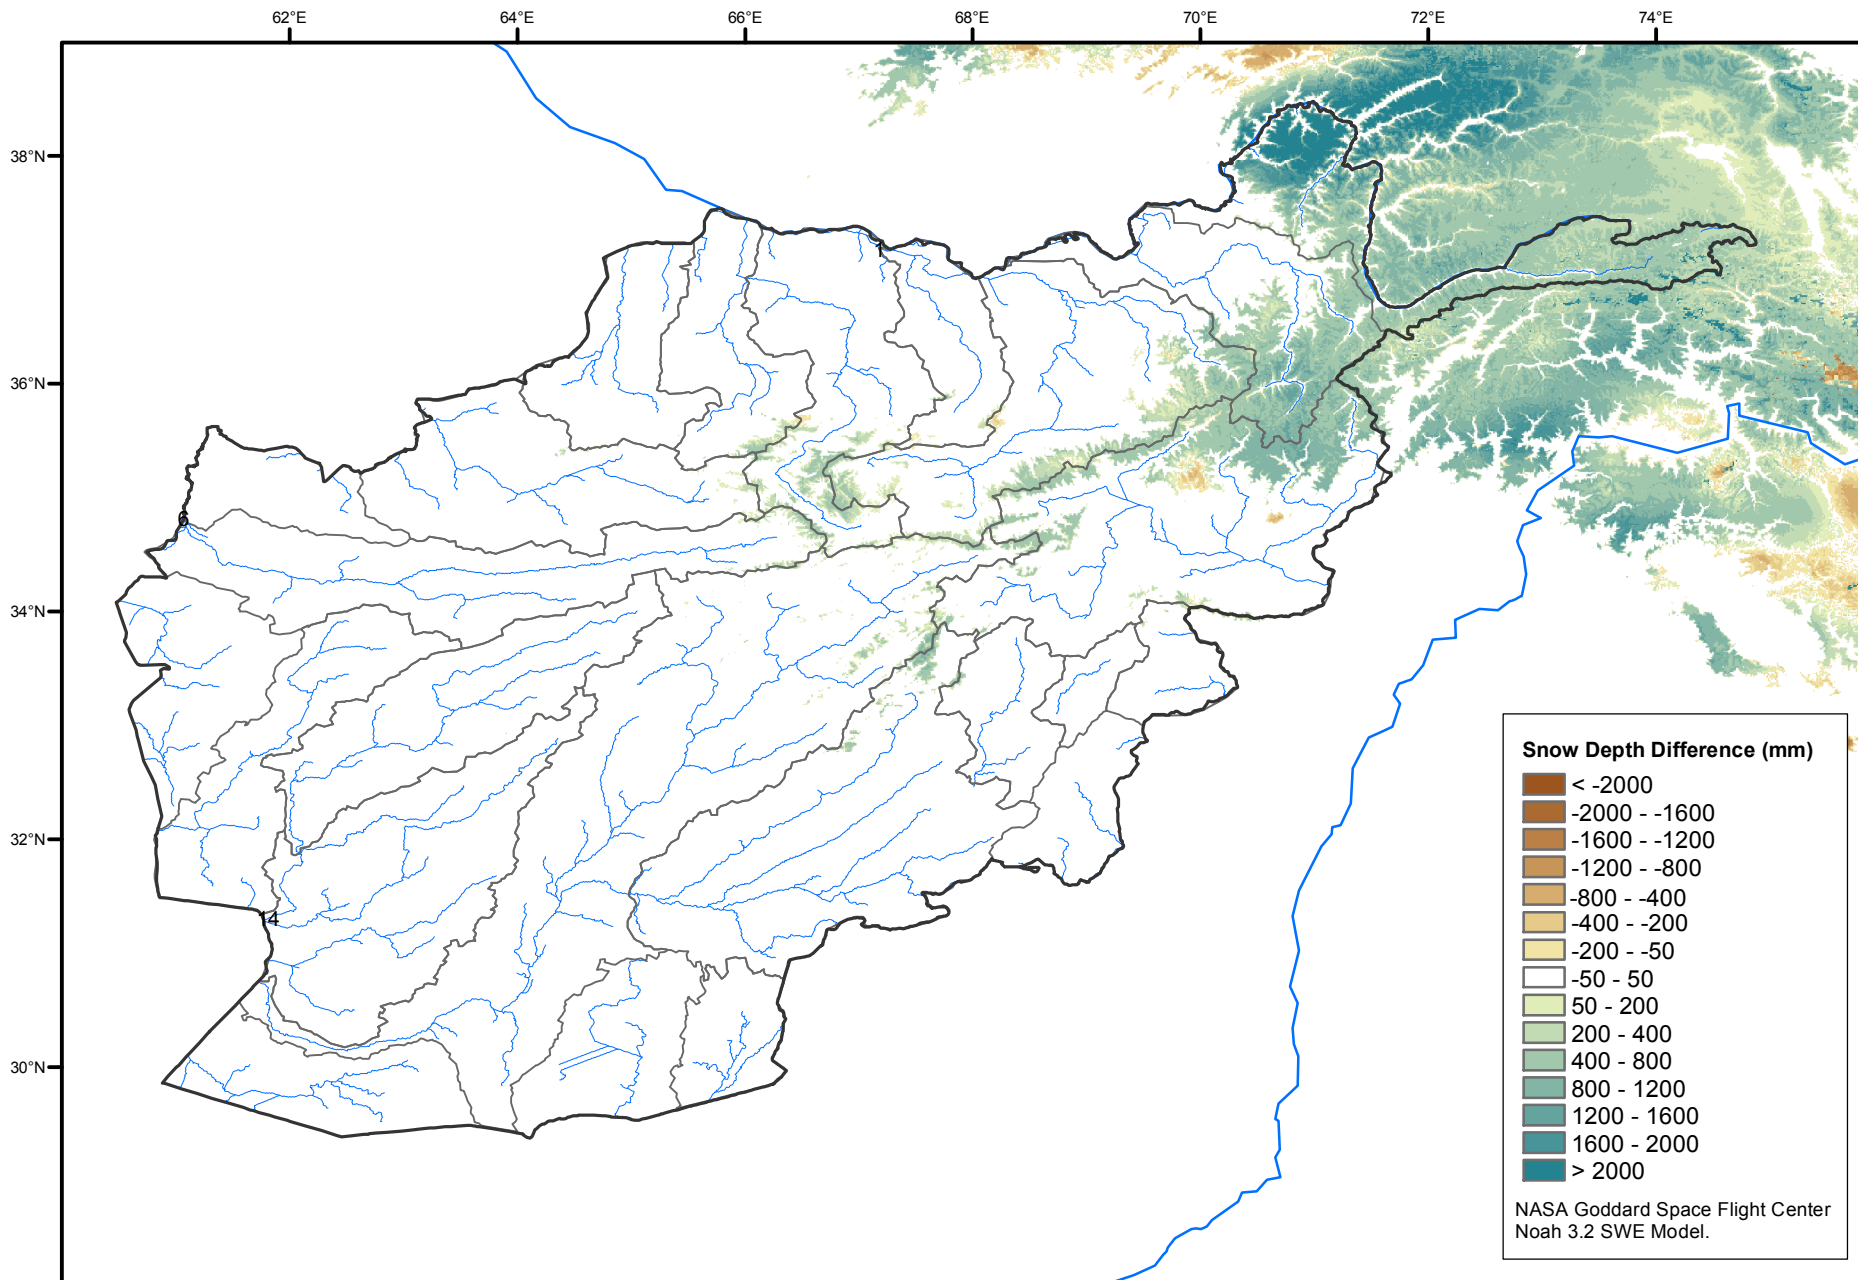 62°E
64°E
66°E
68°E
70°E
72°E
74°E
38°N
36°N
34°N
32°N
30°N
1
6
14
Snow Depth Difference (mm)
< -2000
-2000 - -1600
-1600 - -1200
-1200 - -800
-800 - -400
-400 - -200
-200 - -50
-50 - 50
50 - 200
200 - 400
400 - 800
800 - 1200
1200 - 1600
1600 - 2000
> 2000
NASA Goddard Space Flight Center
Noah 3.2 SWE Model.